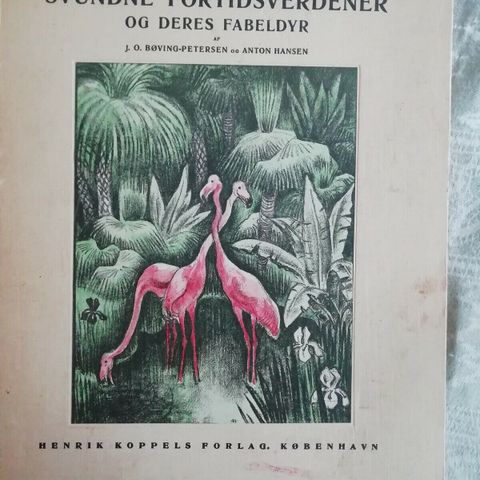 SVUNDNE FORTIDSVERDENER
OG DERES FABELDYR
AF
J. O. BØVING-PETERSEN OG ANTON HANSEN
HENRIK KOPPELS FORLAG. KØBENHAVN